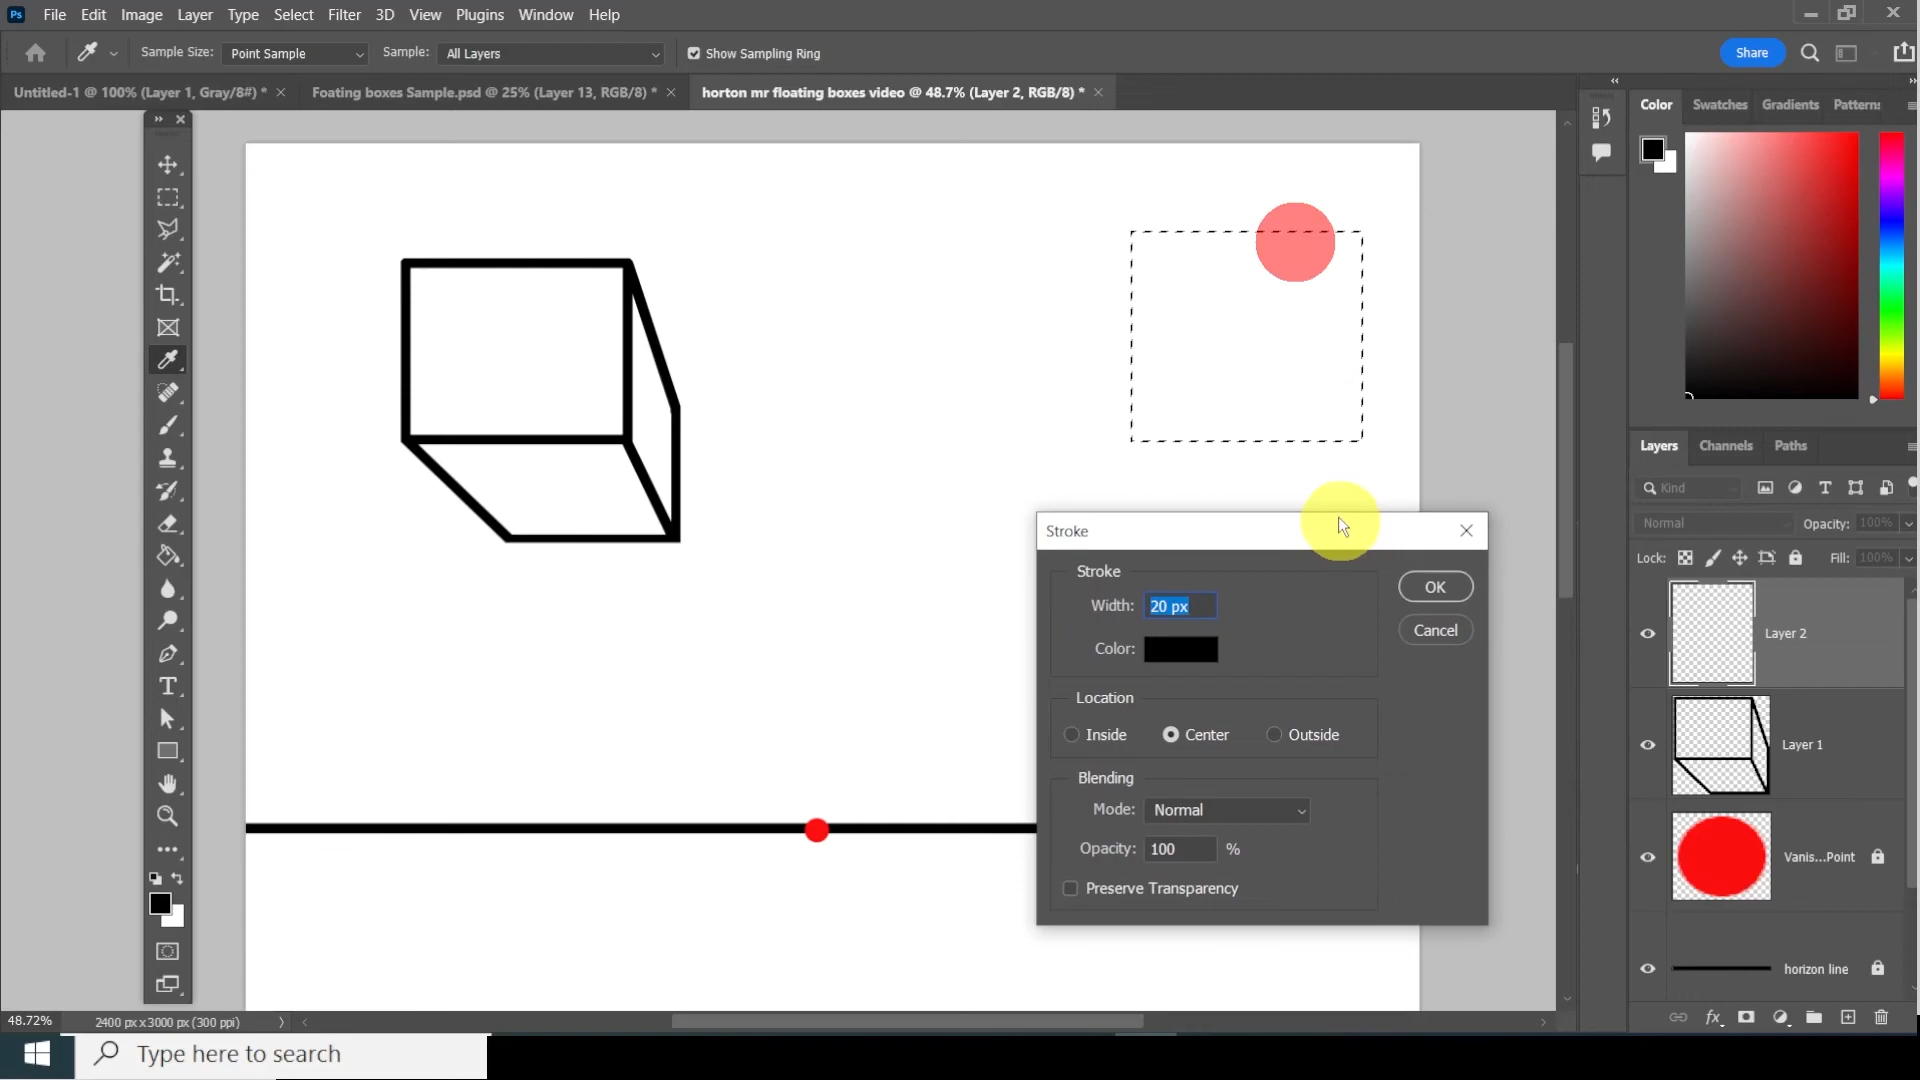 Ps File Edit Image Layer Type Select Filter 3D View Plugins Window Help
Sample Size: Point Sample Sample: All Layers Show Sampling Ring Share
Untitled-1 @ 100% (Layer 1, Gray/8#) * Foating boxes Sample.psd @ 25% (Layer 13, RGB/8) * horton mr floating boxes video @ 48.7% (Layer 2, RGB/8) *
Color Swatches Gradients Patterns
Stroke
Stroke
Width: 20 px
Color:
OK
Cancel
Location
Inside Center Outside
Blending
Mode: Normal
Opacity: 100 %
Preserve Transparency
Layers Channels Paths
Kind
Normal Opacity: 100%
Lock: Fill: 100%
Layer 2
Layer 1
Vanis...Point
horizon line
fx
48.72% 2400 px x 3000 px (300 ppi)
Type here to search